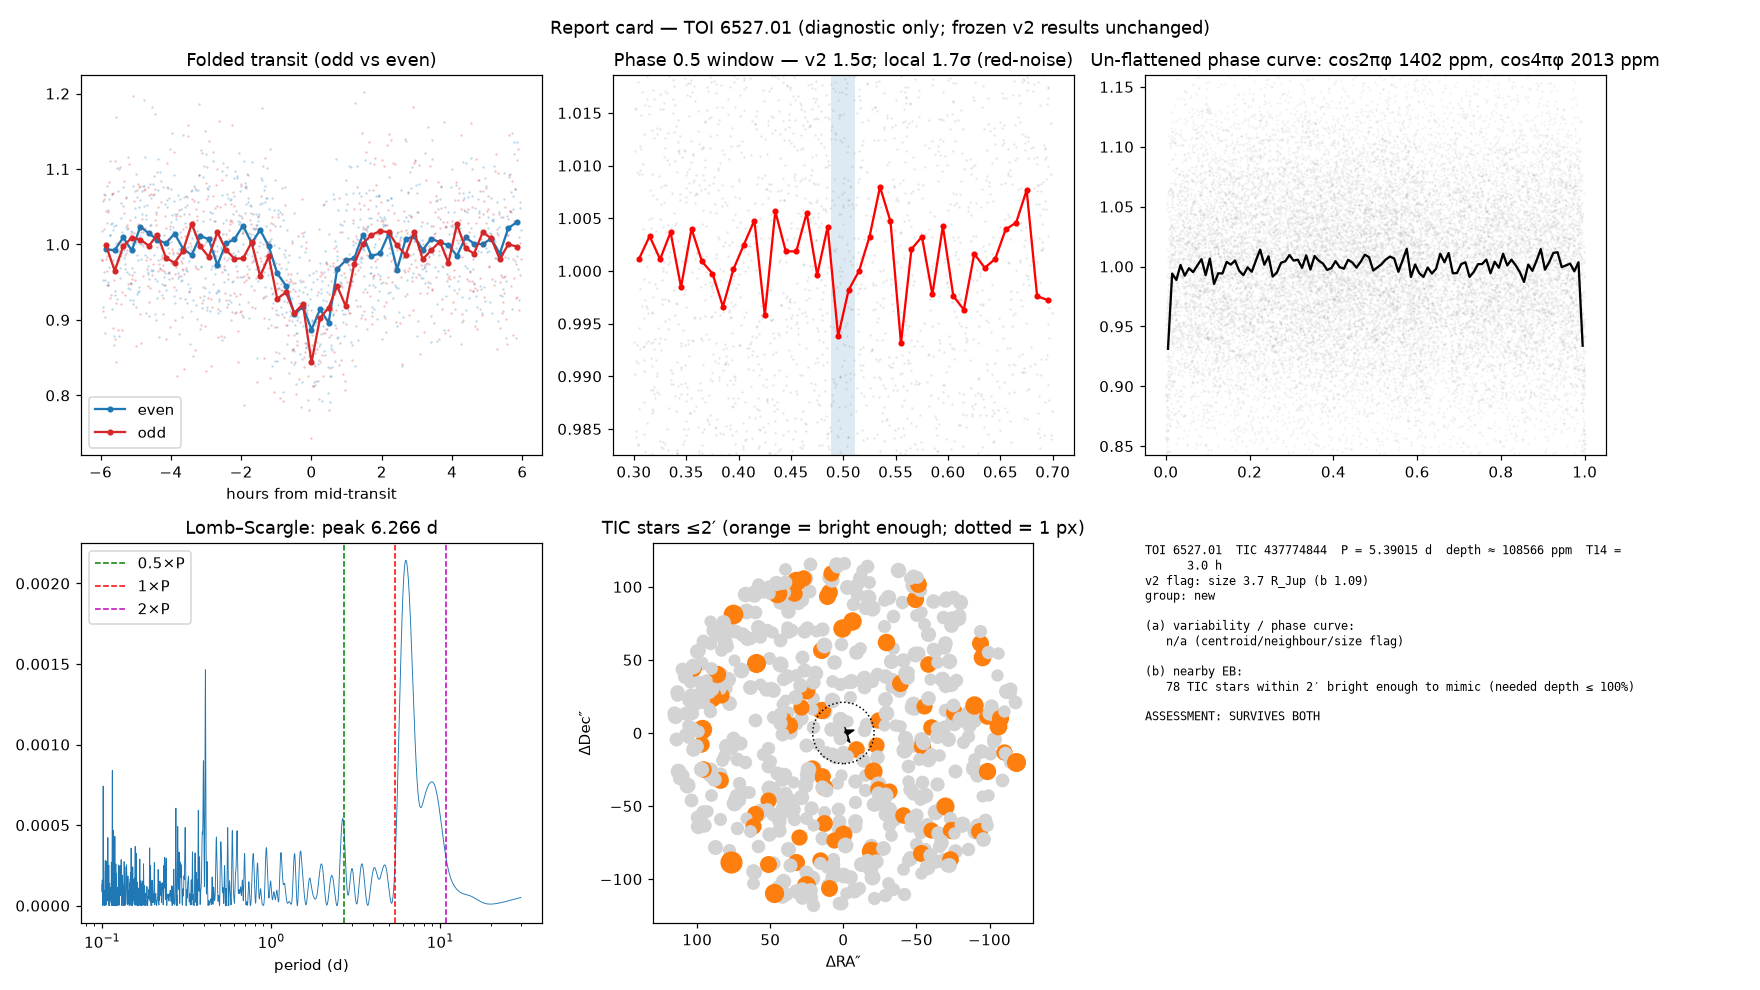 Report card — TOI 6527.01 (diagnostic only; frozen v2 results unchanged)
Folded transit (odd vs even)
1.2
1.1
1.0
0.9
0.8
even
odd
−6
−4
−2
0
2
4
6
hours from mid-transit
Phase 0.5 window — v2 1.5σ; local 1.7σ (red-noise)
1.015
1.010
1.005
1.000
0.995
0.990
0.985
0.30
0.35
0.40
0.45
0.50
0.55
0.60
0.65
0.70
Un-flattened phase curve: cos2πφ 1402 ppm, cos4πφ 2013 ppm
1.15
1.10
1.05
1.00
0.95
0.90
0.85
0.0
0.2
0.4
0.6
0.8
1.0
Lomb–Scargle: peak 6.266 d
0.5×P
1×P
2×P
0.0020
0.0015
0.0010
0.0005
0.0000
10⁻¹
10⁰
10¹
period (d)
TIC stars ≤2′ (orange = bright enough; dotted = 1 px)
ΔDec″
100
50
0
−50
−100
100
50
0
−50
−100
ΔRA″
TOI 6527.01  TIC 437774844  P = 5.39015 d  depth ≈ 108566 ppm  T14 =
3.0 h
v2 flag: size 3.7 R_Jup (b 1.09)
group: new
(a) variability / phase curve:
n/a (centroid/neighbour/size flag)
(b) nearby EB:
78 TIC stars within 2′ bright enough to mimic (needed depth ≤ 100%)
ASSESSMENT: SURVIVES BOTH